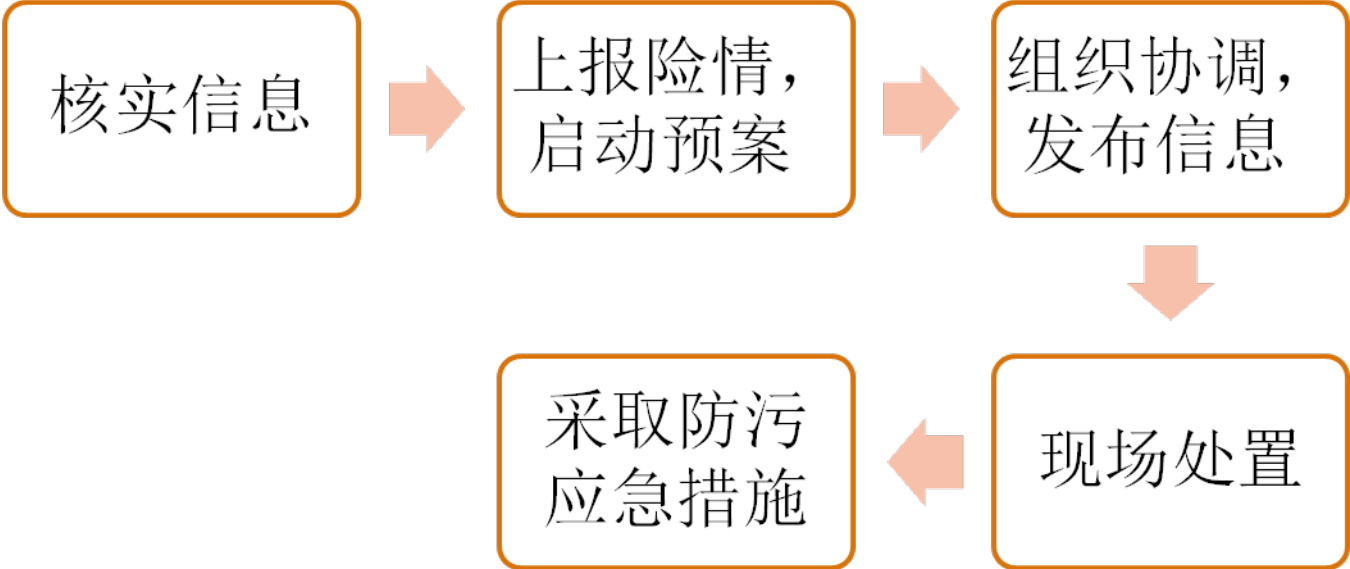 核实信息
上报险情，
启动预案
组织协调，
发布信息
现场处置
采取防污
应急措施